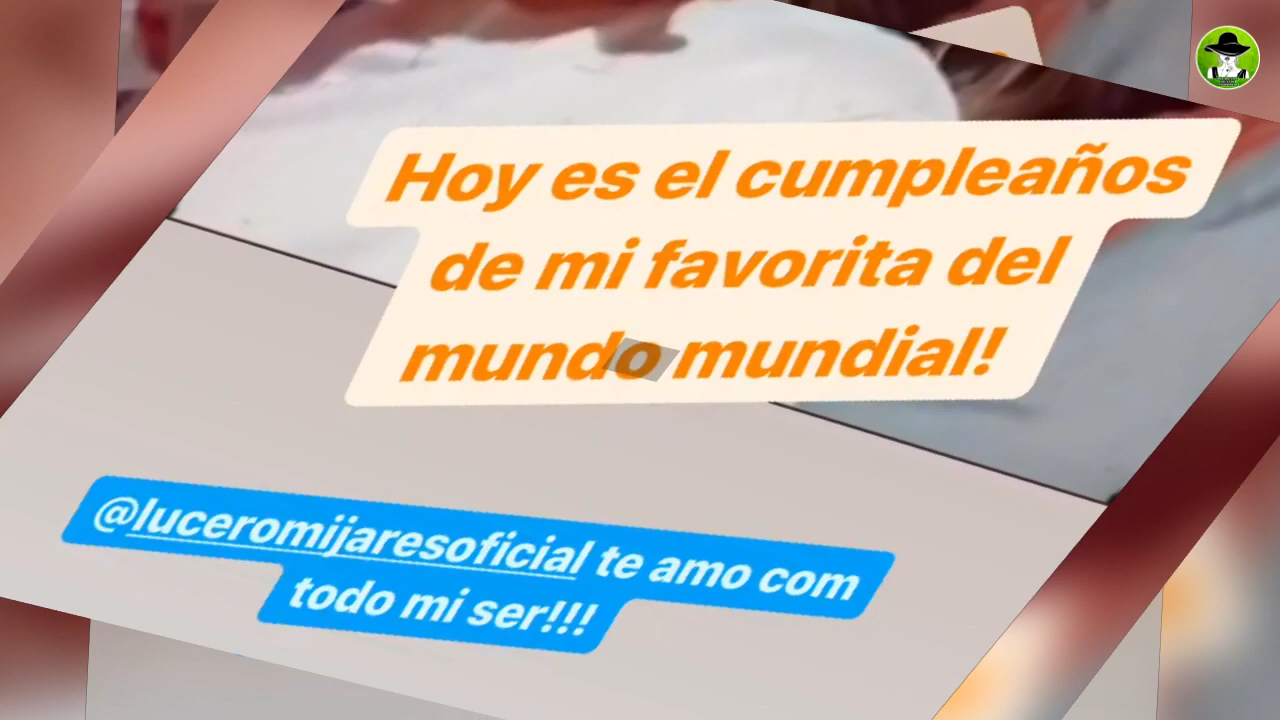 Hoy es el cumpleaños
de mi favorita del
mundo mundial!
@luceromijaresoficial te amo com
todo mi ser!!!